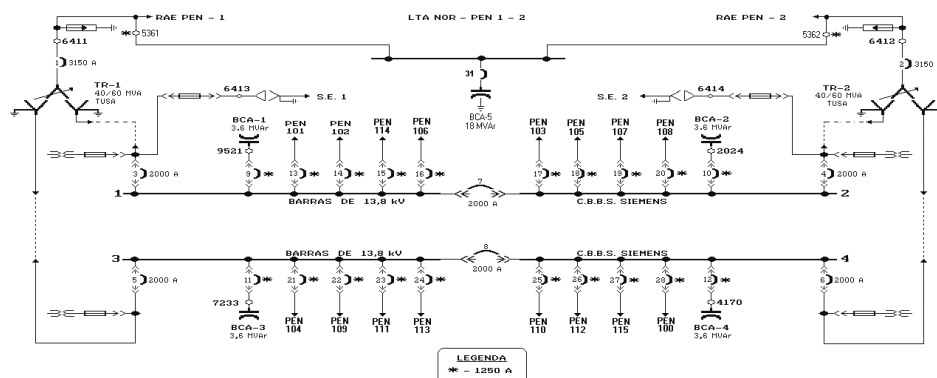 RAE PEN - 1
LTA NOR - PEN 1 - 2
RAE PEN - 2
* 5361
5362 *
6411
6412
1 3150 A
2 3150
31
TR-1
40/60 MVA
TUSA
TR-2
40/60 MVA
TUSA
6413
S.E. 1
S.E. 2
6414
BCA-5
18 MVAr
BCA-1
3.6 MVAr
9521
PEN
101
PEN
102
PEN
114
PEN
106
PEN
103
PEN
105
PEN
107
PEN
108
BCA-2
3.6 MVAr
2024
3 2000 A
9 *
13 *
14 *
15 *
16 *
7
2000 A
17 *
18 *
19 *
20 *
10 *
4 2000 A
1
BARRAS DE 13,8 kV
C.B.B.S. SIEMENS
2
3
BARRAS DE 13,8 kV
8
2000 A
C.B.B.S. SIEMENS
4
5 2000 A
11 *
21 *
22 *
23 *
24 *
25 *
26 *
27 *
28 *
12 *
6 2000 A
7233
BCA-3
3,6 MVAr
PEN
104
PEN
109
PEN
111
PEN
113
PEN
110
PEN
112
PEN
115
PEN
100
4170
BCA-4
3,6 MVAr
LEGENDA
* - 1250 A